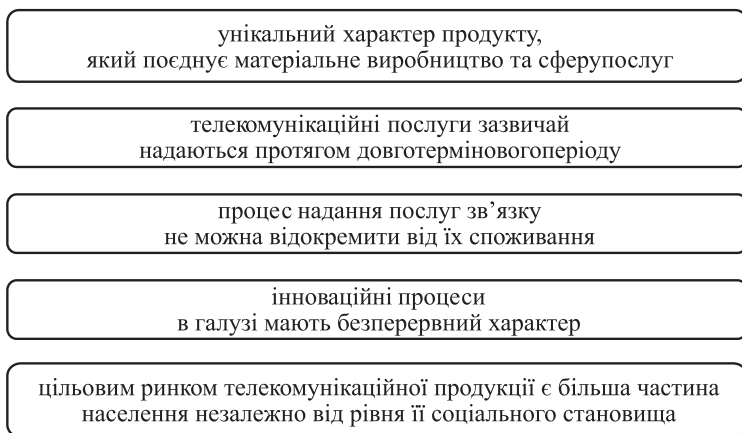 унікальний характер продукту,
який поєднує матеріальне виробництво та сферупослуг
телекомунікаційні послуги зазвичай
надаються протягом довготерміновогоперіоду
процес надання послуг зв’язку
не можна відокремити від їх споживання
інноваційні процеси
в галузі мають безперервний характер
цільовим ринком телекомунікаційної продукції є більша частина
населення незалежно від рівня її соціального становища